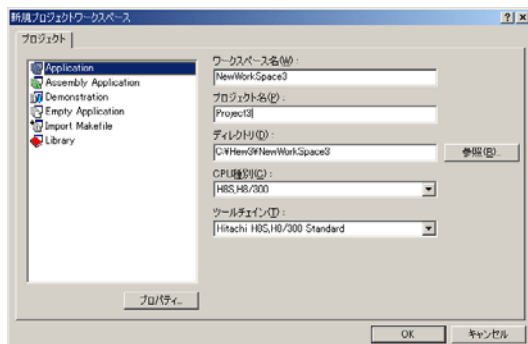 新規プロジェクトワークスペース
プロジェクト
Application
Assembly Application
Demonstration
Empty Application
Import Makefile
Library
プロパティ...
ワークスペース名(W):
NewWorkSpace3
プロジェクト名(P):
Project3
ディレクトリ(D):
C:¥Hew3¥NewWorkSpace3
参照(B)...
CPU種別(C):
H8S,H8/300
ツールチェイン(T):
Hitachi H8S,H8/300 Standard
OK
キャンセル